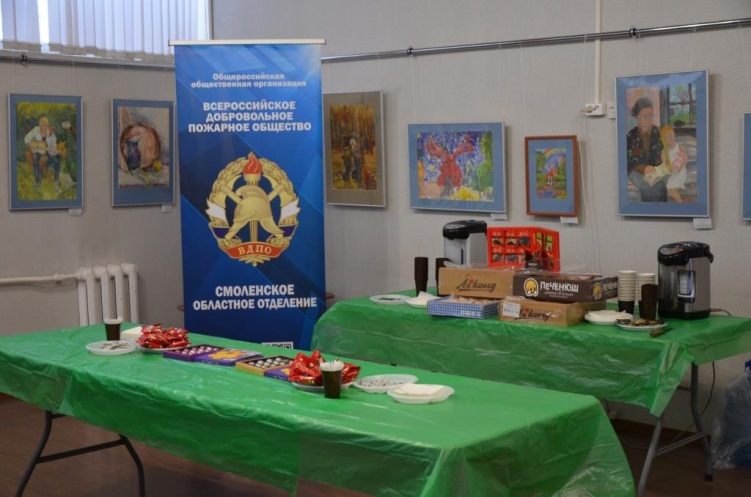 Общероссийская
общественная организация
ВСЕРОССИЙСКОЕ
ДОБРОВОЛЬНОЕ
ПОЖАРНОЕ ОБЩЕСТВО
ВДПО
СМОЛЕНСКОЕ
ОБЛАСТНОЕ ОТДЕЛЕНИЕ
ПЕЧЕНЮШ